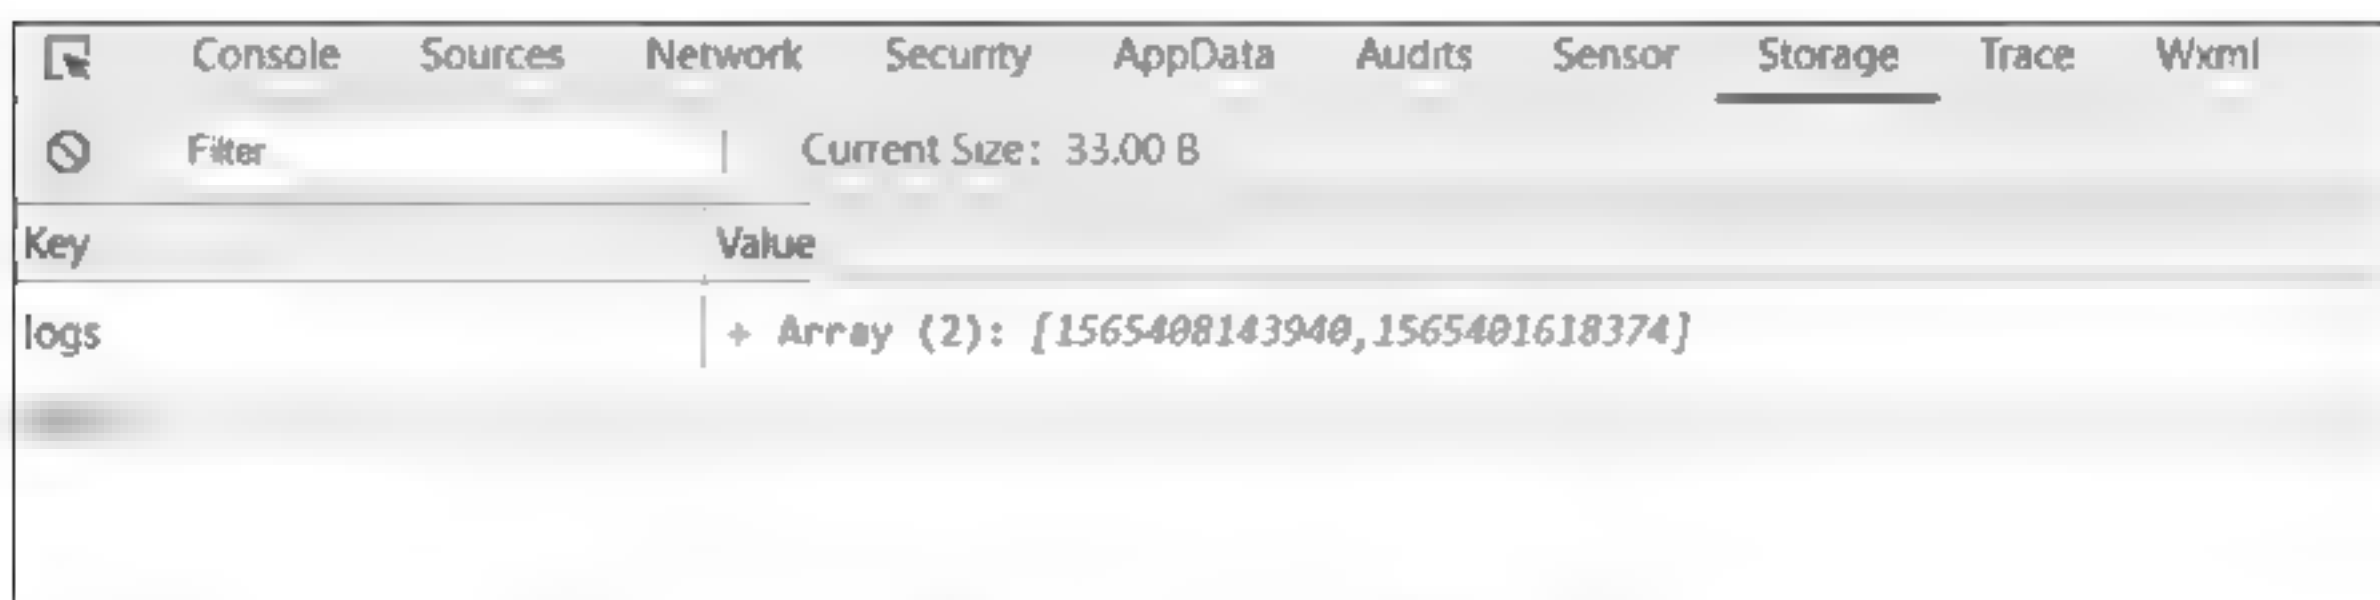 Console Sources Network Security AppData Audits Sensor Storage Trace Wxml
Filter Current Size: 33.00 B
Key Value
logs + Array (2): [1565408143940,1565401618374]